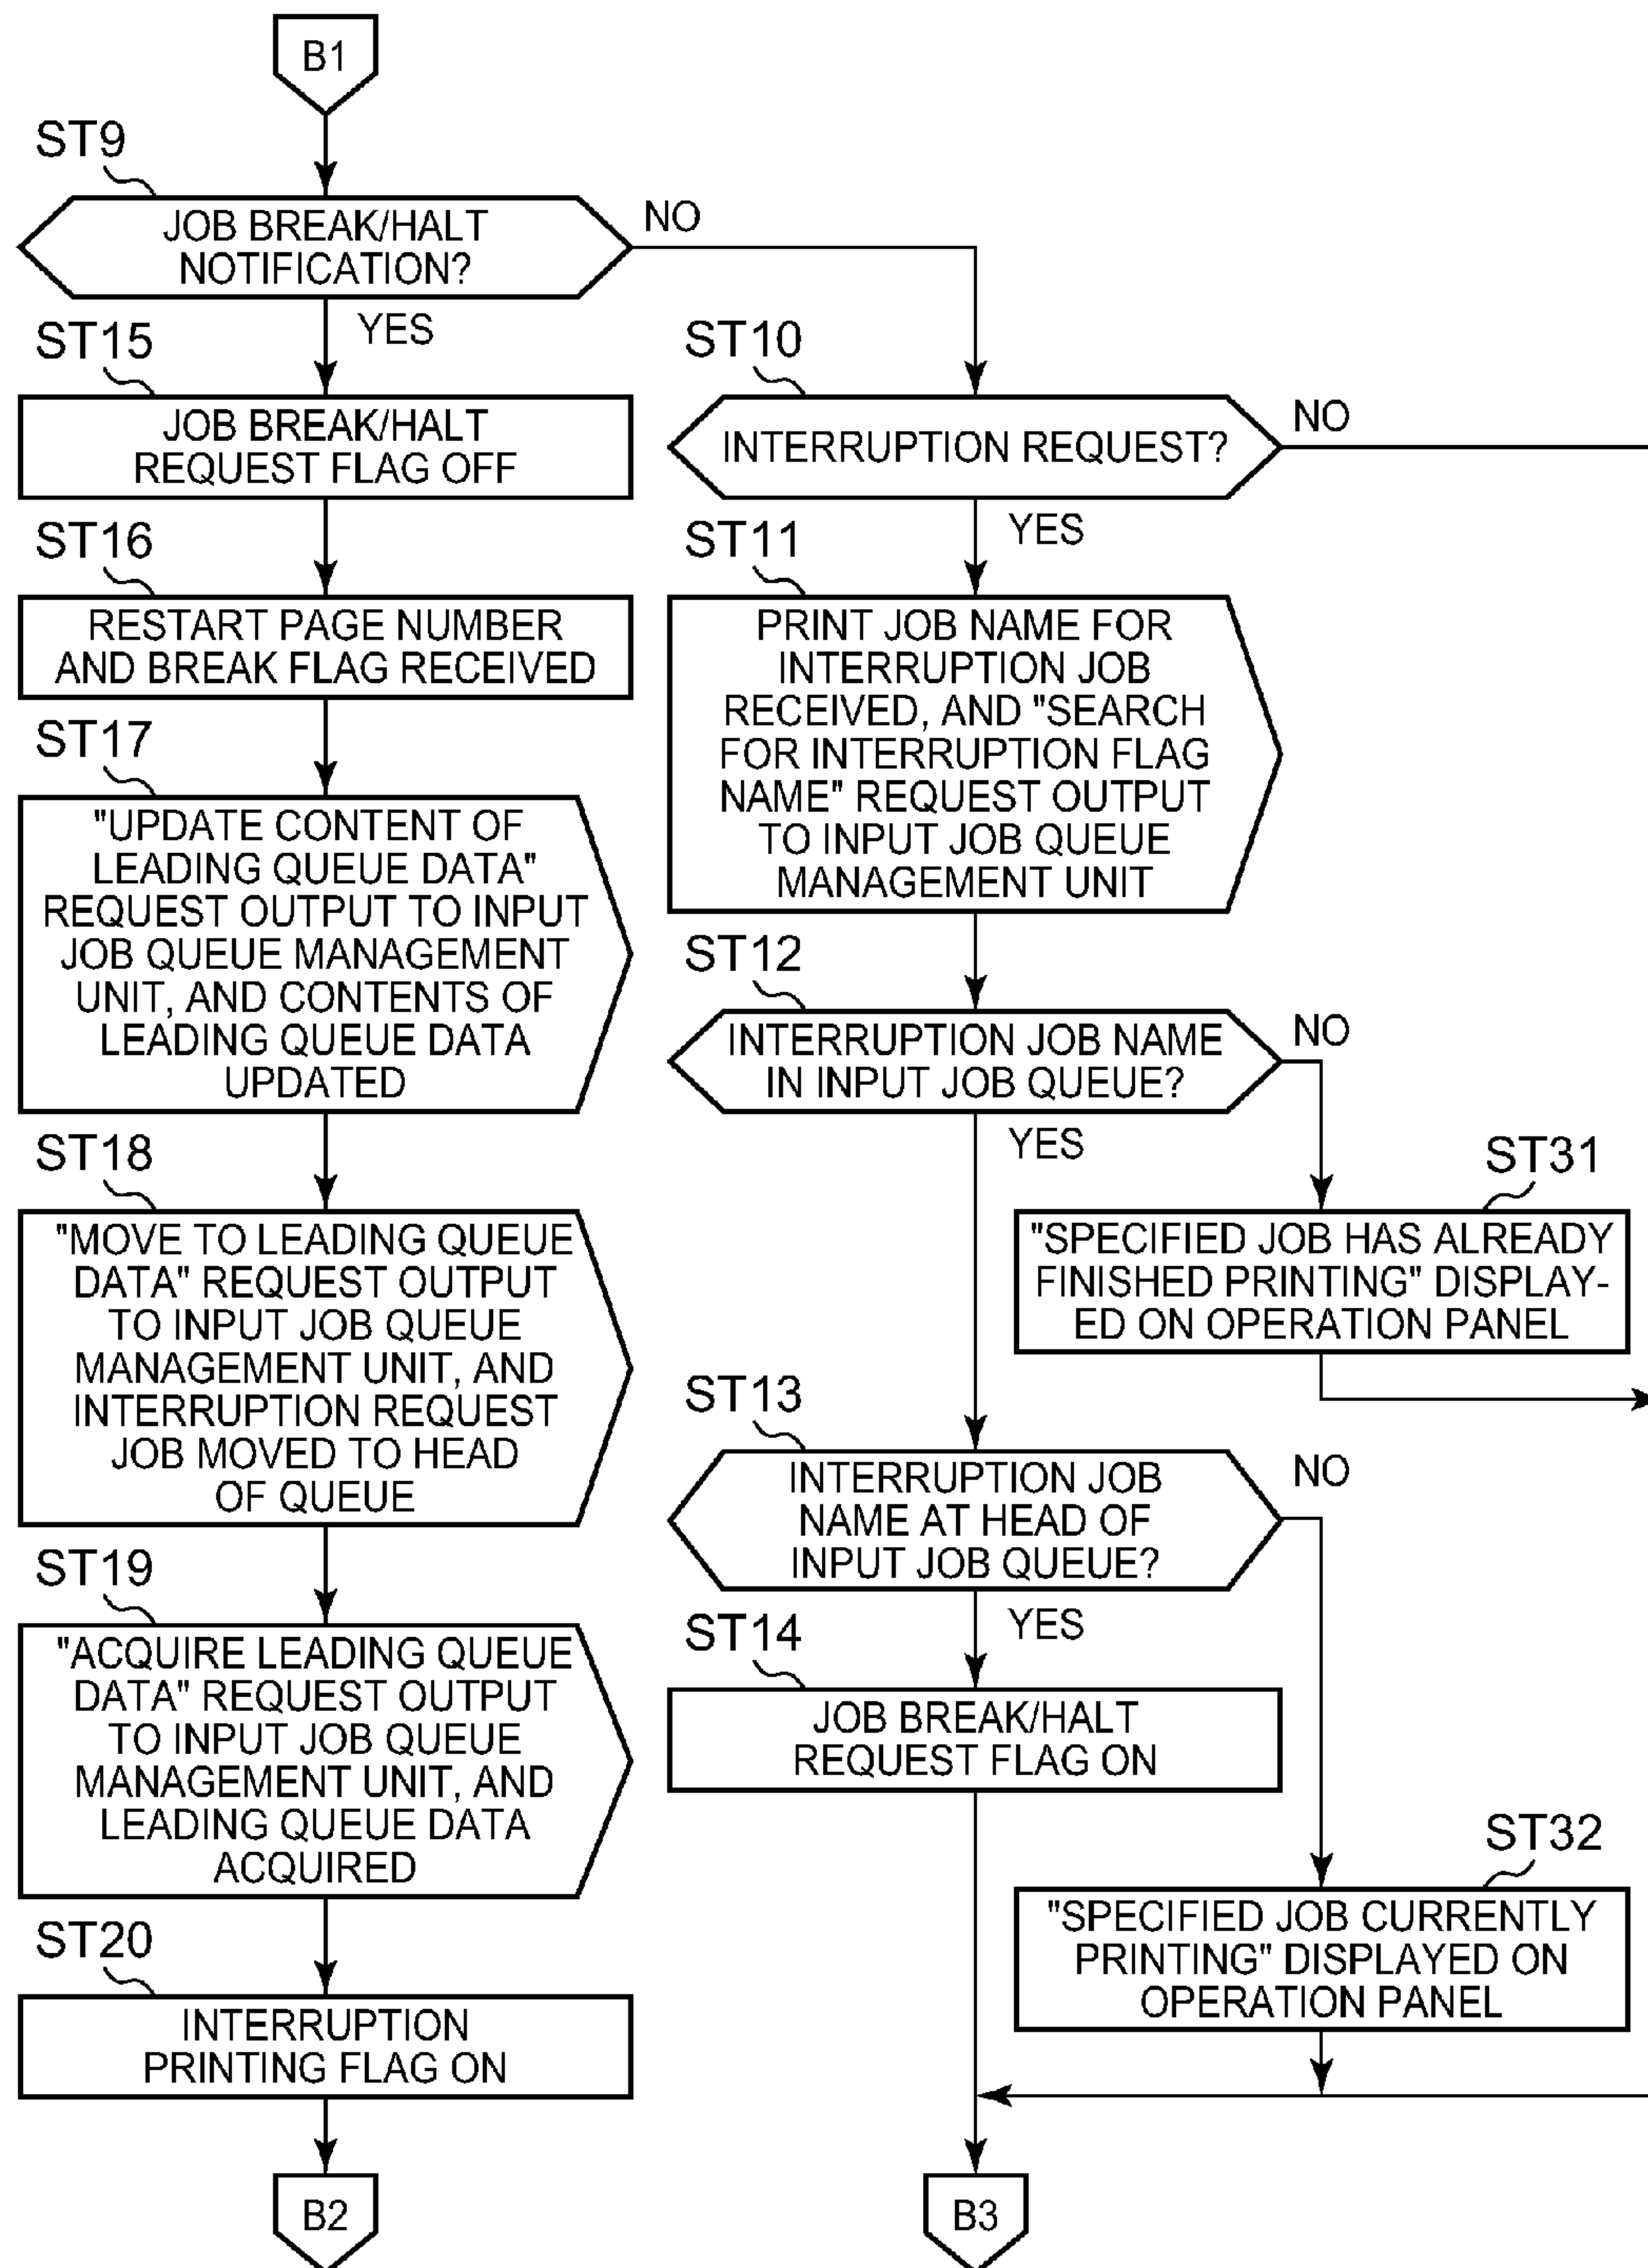 B1
ST9
JOB BREAK/HALT
NOTIFICATION?
NO
YES
ST15
JOB BREAK/HALT
REQUEST FLAG OFF
ST16
RESTART PAGE NUMBER
AND BREAK FLAG RECEIVED
ST17
"UPDATE CONTENT OF
LEADING QUEUE DATA"
REQUEST OUTPUT TO INPUT
JOB QUEUE MANAGEMENT
UNIT, AND CONTENTS OF
LEADING QUEUE DATA
UPDATED
ST18
"MOVE TO LEADING QUEUE
DATA" REQUEST OUTPUT
TO INPUT JOB QUEUE
MANAGEMENT UNIT, AND
INTERRUPTION REQUEST
JOB MOVED TO HEAD
OF QUEUE
ST19
"ACQUIRE LEADING QUEUE
DATA" REQUEST OUTPUT
TO INPUT JOB QUEUE
MANAGEMENT UNIT, AND
LEADING QUEUE DATA
ACQUIRED
ST20
INTERRUPTION
PRINTING FLAG ON
B2
ST10
INTERRUPTION REQUEST?
NO
YES
ST11
PRINT JOB NAME FOR
INTERRUPTION JOB
RECEIVED, AND "SEARCH
FOR INTERRUPTION FLAG
NAME" REQUEST OUTPUT
TO INPUT JOB QUEUE
MANAGEMENT UNIT
ST12
INTERRUPTION JOB NAME
IN INPUT JOB QUEUE?
NO
YES
ST31
"SPECIFIED JOB HAS ALREADY
FINISHED PRINTING" DISPLAY-
ED ON OPERATION PANEL
ST13
INTERRUPTION JOB
NAME AT HEAD OF
INPUT JOB QUEUE?
NO
YES
ST14
JOB BREAK/HALT
REQUEST FLAG ON
ST32
"SPECIFIED JOB CURRENTLY
PRINTING" DISPLAYED ON
OPERATION PANEL
B3